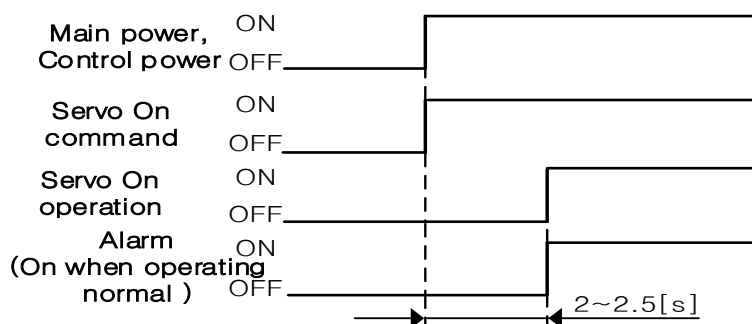 Main power,
Control power
ON
OFF
Servo On
command
ON
OFF
Servo On
operation
ON
OFF
Alarm
(On when operating
normal )
ON
OFF
2~2.5[s]